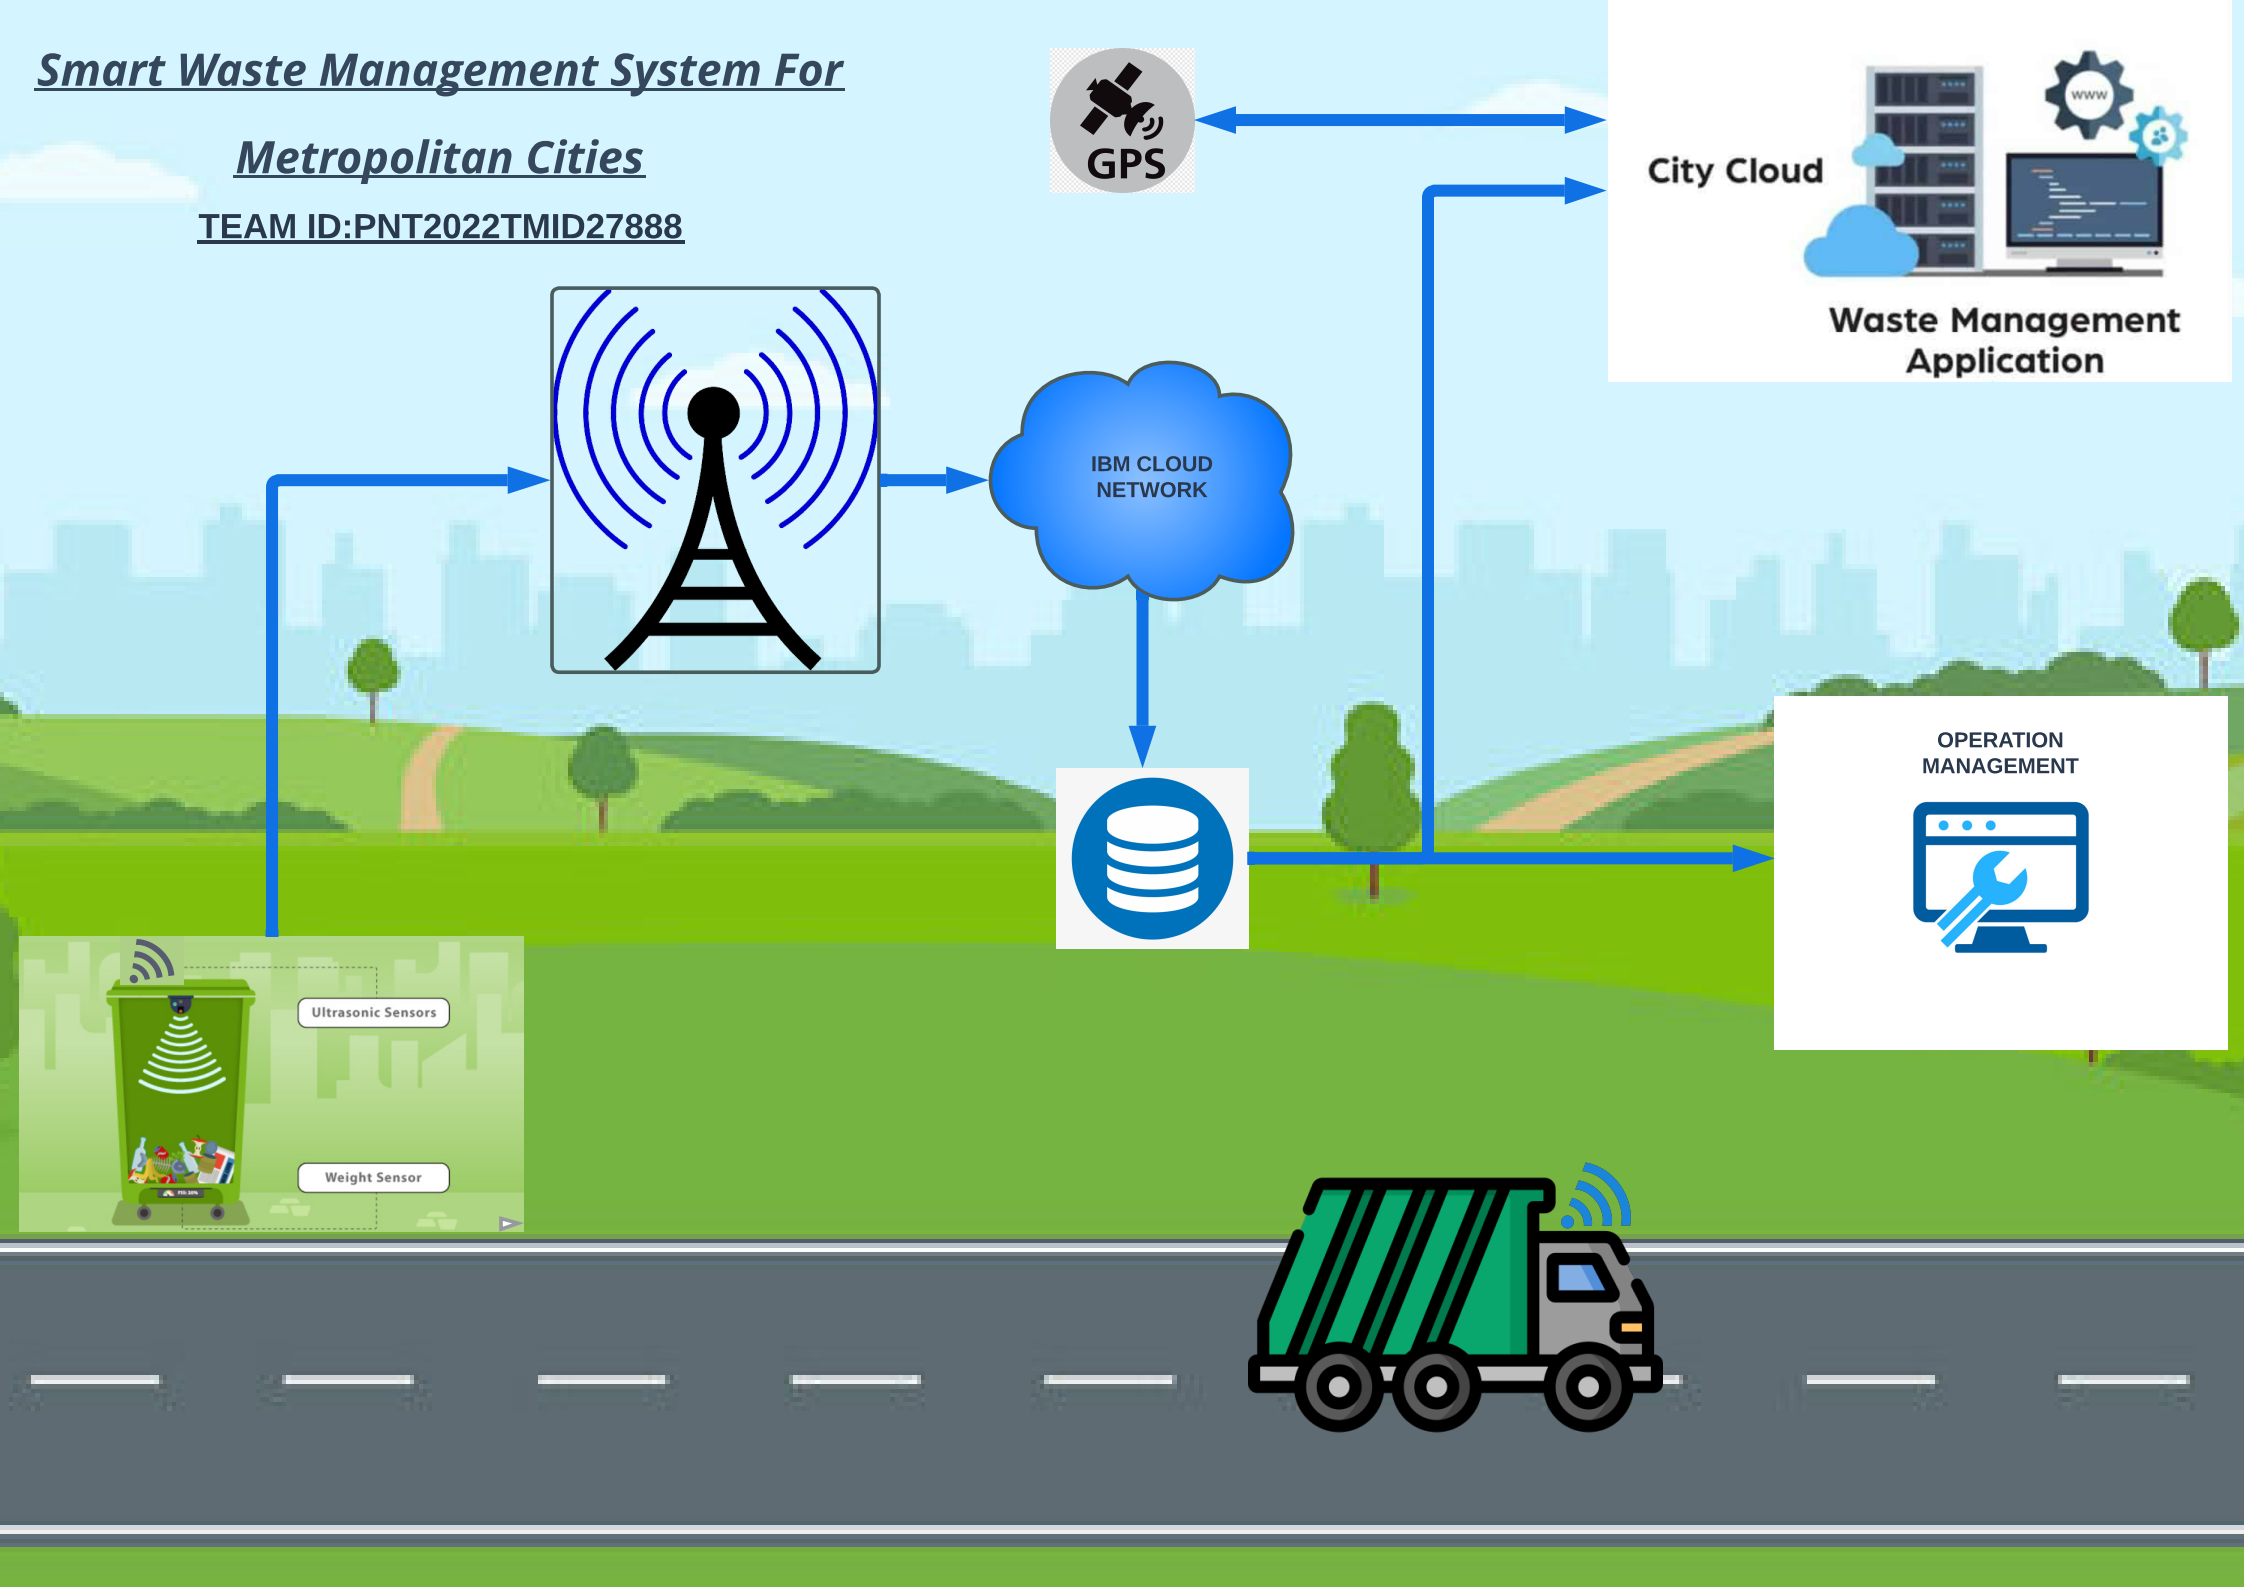 Smart Waste Management System For
Metropolitan Cities
TEAM ID:PNT2022TMID27888
GPS
WWW
City Cloud
Waste Management
Application
IBM CLOUD
NETWORK
OPERATION
MANAGEMENT
Ultrasonic Sensors
Weight Sensor